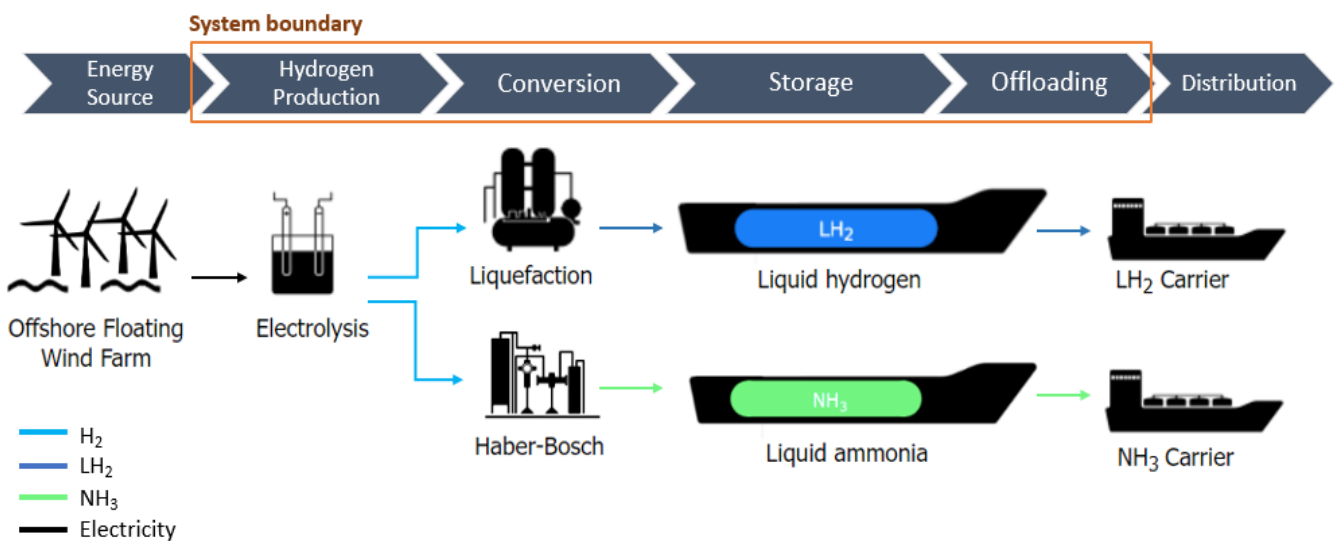 System boundary
Energy
Source
Hydrogen
Production
Conversion
Storage
Offloading
Distribution
LH₂
Liquefaction
Liquid hydrogen
LH₂ Carrier
Offshore Floating
Wind Farm
Electrolysis
NH₃
Haber-Bosch
Liquid ammonia
NH₃ Carrier
H₂
LH₂
NH₃
Electricity